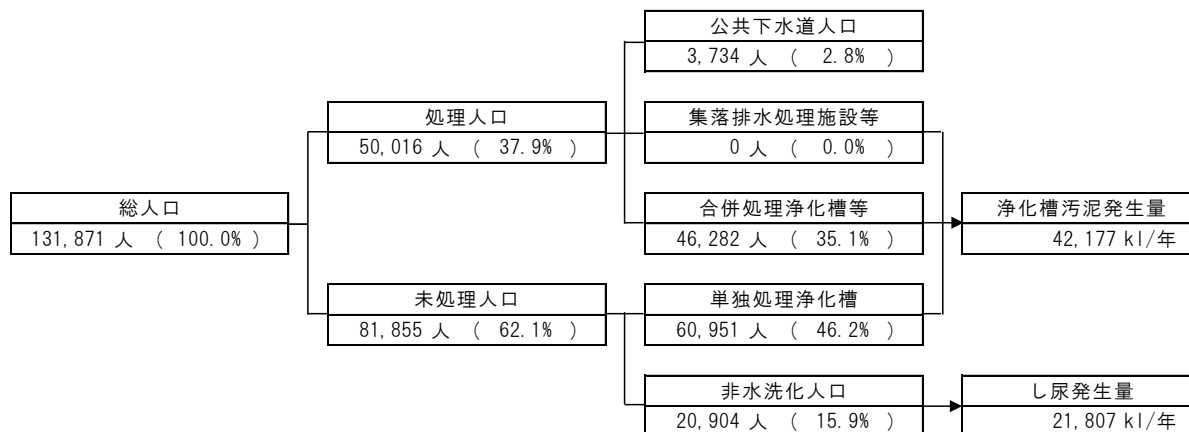 公共下水道人口
3,734 人 （ 2.8% ）
処理人口
50,016 人 （ 37.9% ）
集落排水処理施設等
0 人 （ 0.0% ）
総人口
131,871 人 （ 100.0% ）
合併処理浄化槽等
46,282 人 （ 35.1% ）
浄化槽汚泥発生量
42,177 kl/年
未処理人口
81,855 人 （ 62.1% ）
単独処理浄化槽
60,951 人 （ 46.2% ）
非水洗化人口
20,904 人 （ 15.9% ）
し尿発生量
21,807 kl/年